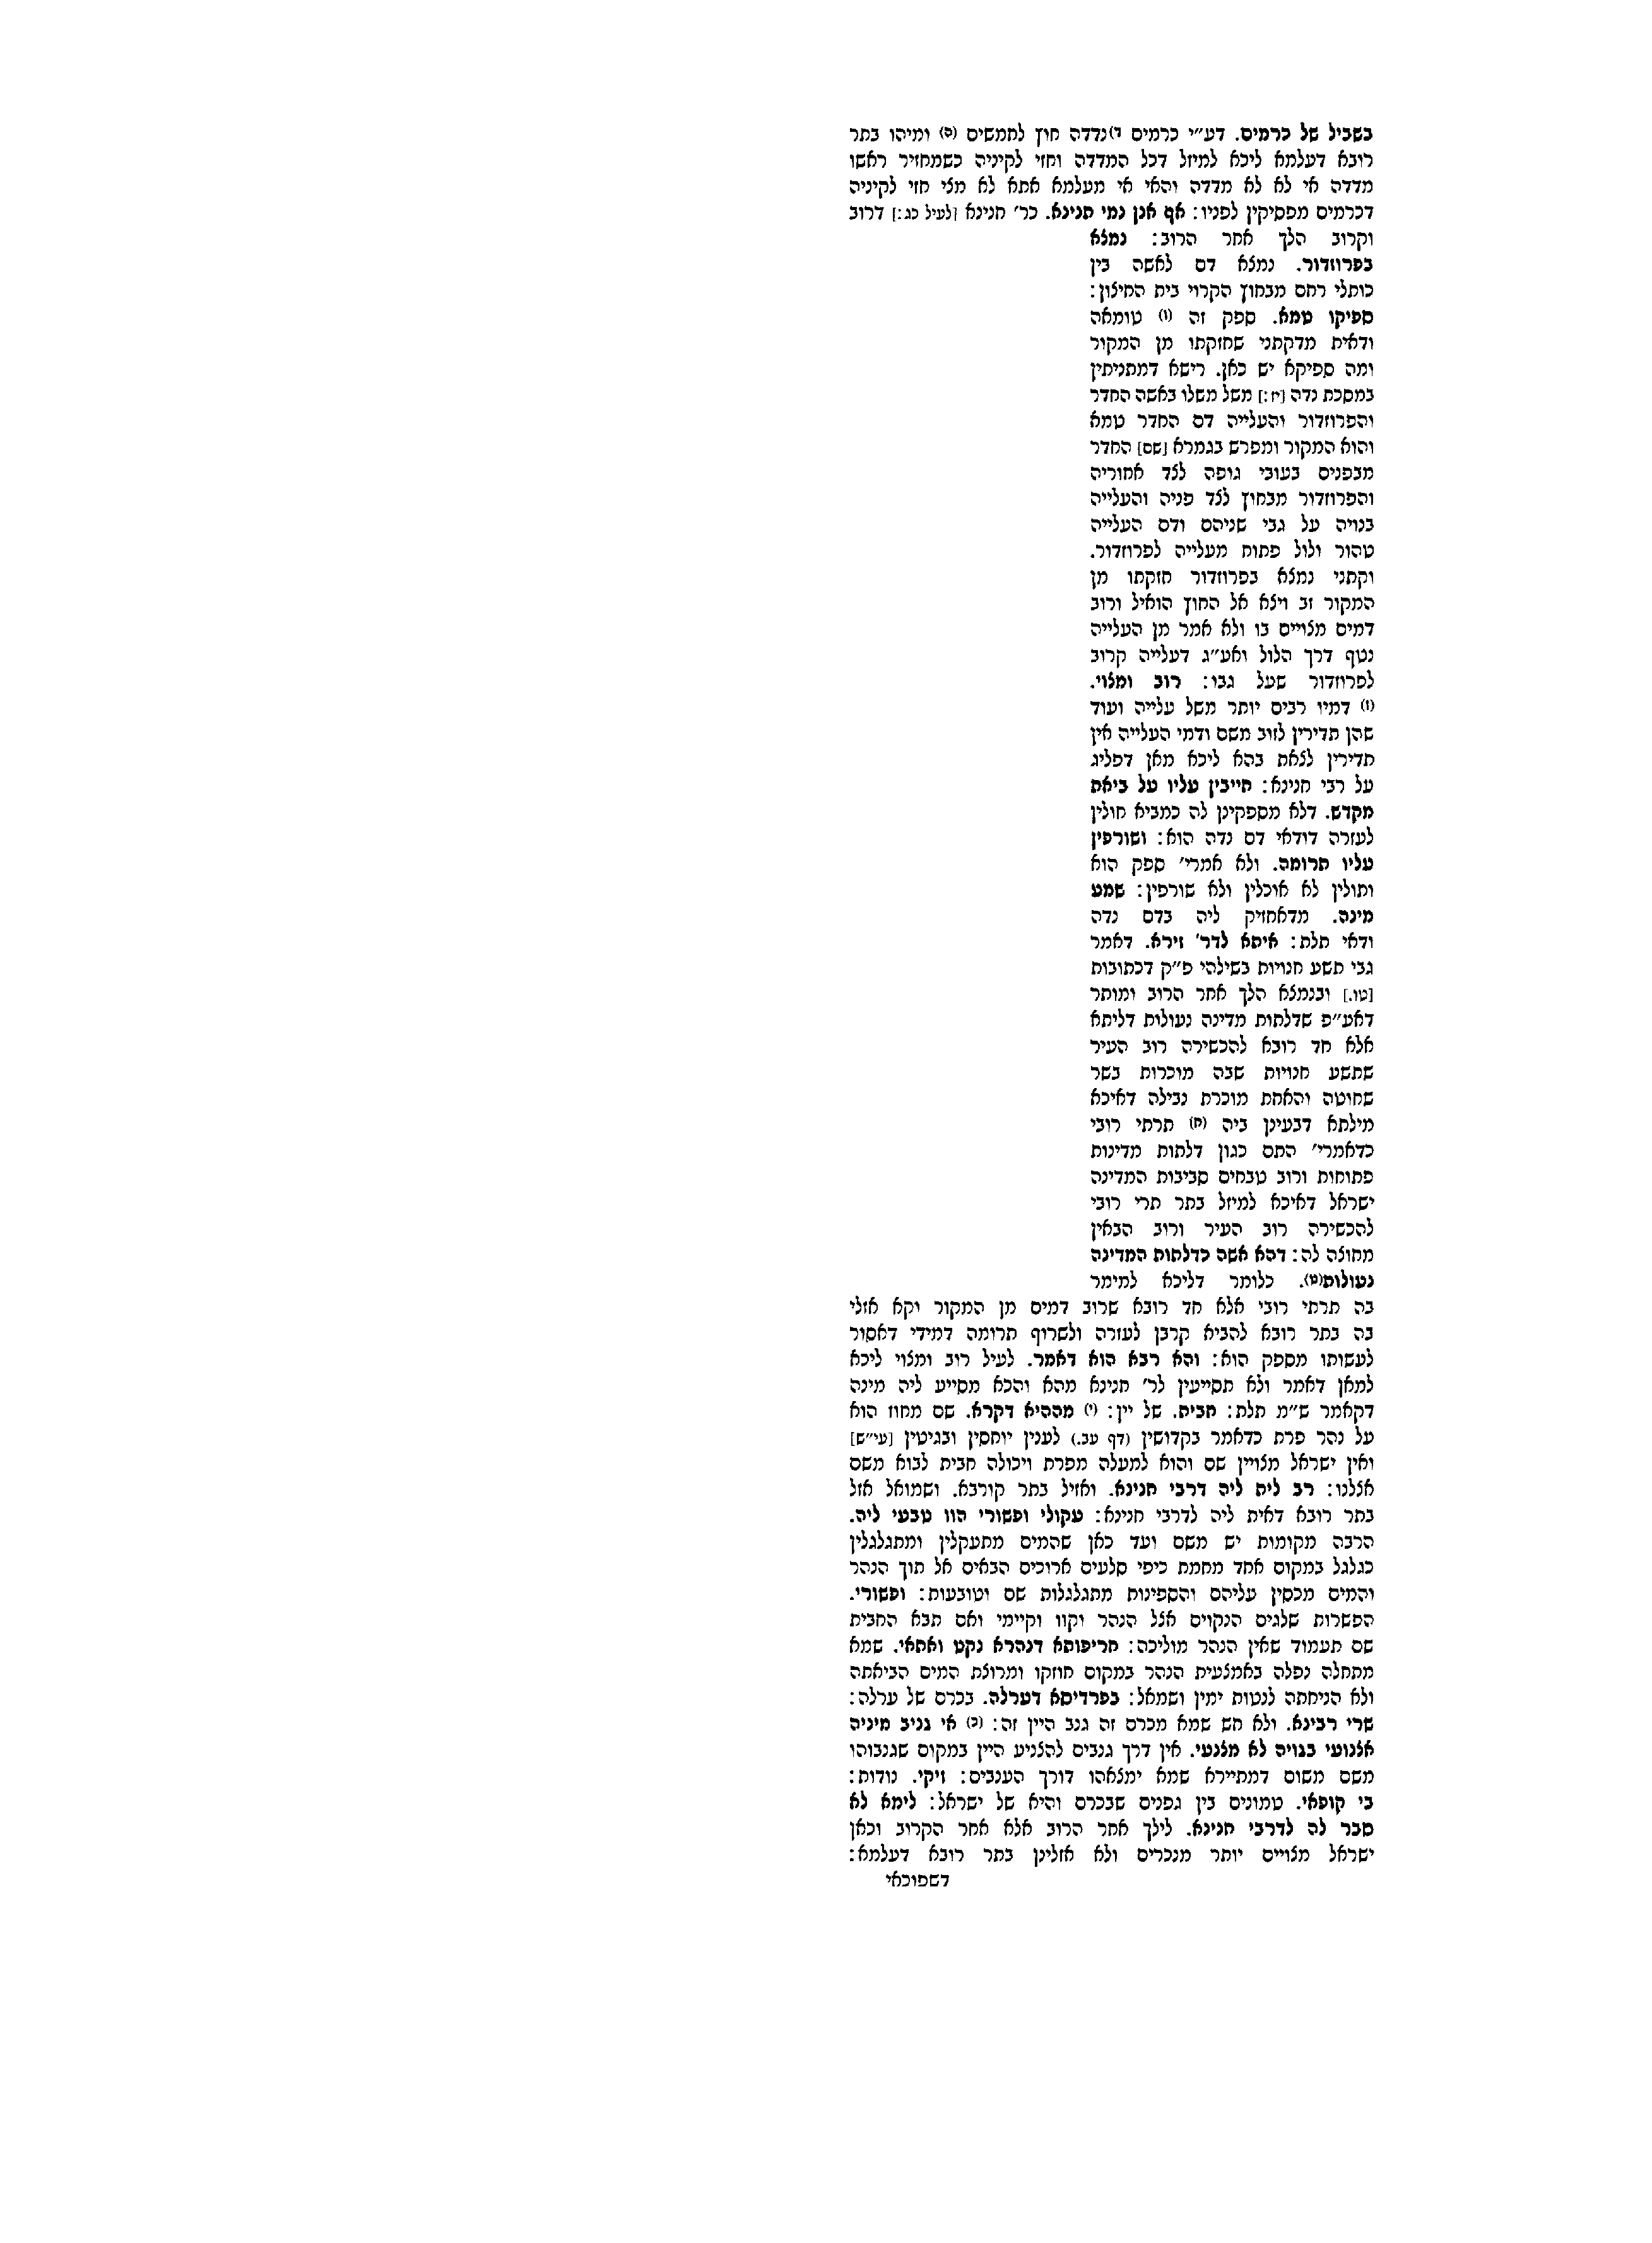 בשביל של כרמים. דע״י כרמים ד)נדדה חוץ לחמשים (ס) ומיהו בתר
רובא דעלמא ליכא למיזל דכל המדדה וחזי לקיניה כשמחזיר ראשו
מדדה אי לא לא מדדה והאי אי מעלמא אתא לא מצי חזי לקיניה
דכרמים מפסיקין לפניו: אף אנן נמי תנינא. כר׳ חנינא [לעיל כג:] דרוב
וקרוב הלך אחר הרוב: נמצא
בפרוזדור. נמצא דם לאשה בין
כותלי רחם מבחוץ הקרוי בית החיצון:
ספיקו טמא. ספק זה (ו) טומאה
ודאית מדקתני שחזקתו מן המקור
ומה ספיקא יש כאן. רישא דמתניתין
במסכת נדה [יז:] משל משלו באשה החדר
והפרוזדור והעלייה דם החדר טמא
והוא המקור ומפרש בגמרא [שם] החדר
מבפנים בעובי גופה לצד אחוריה
והפרוזדור מבחוץ לצד פניה והעלייה
בנויה על גבי שניהם ודם העלייה
טהור ולול פתוח מעלייה לפרוזדור.
וקתני נמצא בפרוזדור חזקתו מן
המקור זב ויצא אל החוץ הואיל ורוב
דמים מצויים בו ולא אמר מן העלייה
נטף דרך הלול ואע״ג דעלייה קרוב
לפרוזדור שעל גבו: רוב ומצוי.
(ז) דמיו רבים יותר משל עלייה ועוד
שהן תדירין לזוב משם ודמי העלייה אין
תדירין לצאת בהא ליכא מאן דפליג
על רבי חנינא: חייבין עליו על ביאת
מקדש. דלא מספקינן לה כמביא חולין
לעזרה דודאי דם נדה הוא: ושורפין
עליו תרומה. ולא אמרי׳ ספק הוא
ותולין לא אוכלין ולא שורפין: שמע
מינה. מדאחזיק ליה בדם נדה
ודאי תלת: איתא לדר׳ זירא. דאמר
גבי תשע חנויות בשילהי פ״ק דכתובות
[טו.] ובנמצא הלך אחר הרוב ומותר
דאע״פ שדלתות מדינה נעולות דליתא
אלא חד רובא להכשירה רוב העיר
שתשע חנויות שבה מוכרות בשר
שחוטה והאחת מוכרת נבילה דאיכא
מילתא דבעינן ביה (ח) תרתי רובי
כדאמרי׳ התם כגון דלתות מדינות
פתוחות ורוב טבחים סביבות המדינה
ישראל דאיכא למיזל בתר תרי רובי
להכשירה רוב העיר ורוב הבאין
מחוצה לה: דהא אשה כדלתות המדינה
נעולות(ט). כלומר דליכא למימר
בה תרתי רובי אלא חד רובא שרוב דמים מן המקור וקא אזלי
בה בתר רובא להביא קרבן לעזרה ולשרוף תרומה דמידי דאסור
לעשותו מספק הוא: והא רבא הוא דאמר. לעיל רוב ומצוי ליכא
למאן דאמר ולא תסייעין לר׳ חנינא מהא והכא מסייע ליה מינה
דקאמר ש״מ תלת: חבית. של יין: (י) מההיא דקרא. שם מחוז הוא
על נהר פרת כדאמר בקדושין (דף עב.) לענין יוחסין ובגיטין [עי״ש]
ואין ישראל מצויין שם והוא למעלה מפרת ויכולה חבית לבוא משם
אצלנו: רב לית ליה דרבי חנינא. ואזיל בתר קורבא. ושמואל אזל
בתר רובא דאית ליה לדרבי חנינא: עקולי ופשורי הוו טבעי ליה.
הרבה מקומות יש משם ועד כאן שהמים מתעקלין ומתגלגלין
כגלגל במקום אחד מחמת כיפי סלעים ארוכים הבאים אל תוך הנהר
והמים מכסין עליהם והספינות מתגלגלות שם וטובעות: ופשורי.
הפשרות שלגים הנקוים אצל הנהר וקוו וקיימי ואם תבא החבית
שם תעמוד שאין הנהר מוליכה: חריפותא דנהרא נקט ואתאי. שמא
מתחלה נפלה באמצעית הנהר במקום חוזקו ומרוצת המים הביאתה
ולא הניחתה לנטות ימין ושמאל: בפרדיסא דערלה. בכרם של ערלה:
שרי רבינא. ולא חש שמא מכרם זה גנב היין זה: (כ) אי גניב מיניה
אצנועי בגויה לא מצנעי. אין דרך גנבים להצניע היין במקום שגנבוהו
משם משום דמתיירא שמא ימצאהו דורך הענבים: זיקי. נודות:
בי קופאי. טמונים בין גפנים שבכרם והיא של ישראל: לימא לא
סבר לה לדרבי חנינא. לילך אחר הרוב אלא אחר הקרוב וכאן
ישראל מצויים יותר מנכרים ולא אזלינן בתר רובא דעלמא:
דשפוכאי